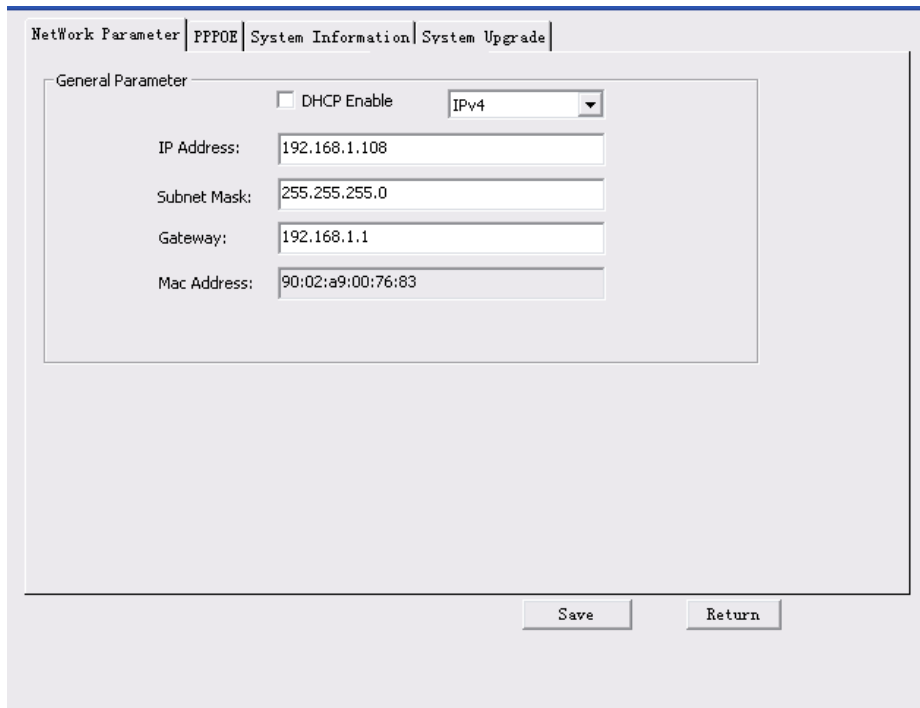 NetWork Parameter PPPOE System Information System Upgrade
General Parameter
DHCP Enable IPv4
IP Address: 192.168.1.108
Subnet Mask: 255.255.255.0
Gateway: 192.168.1.1
Mac Address: 90:02:a9:00:76:83
Save Return